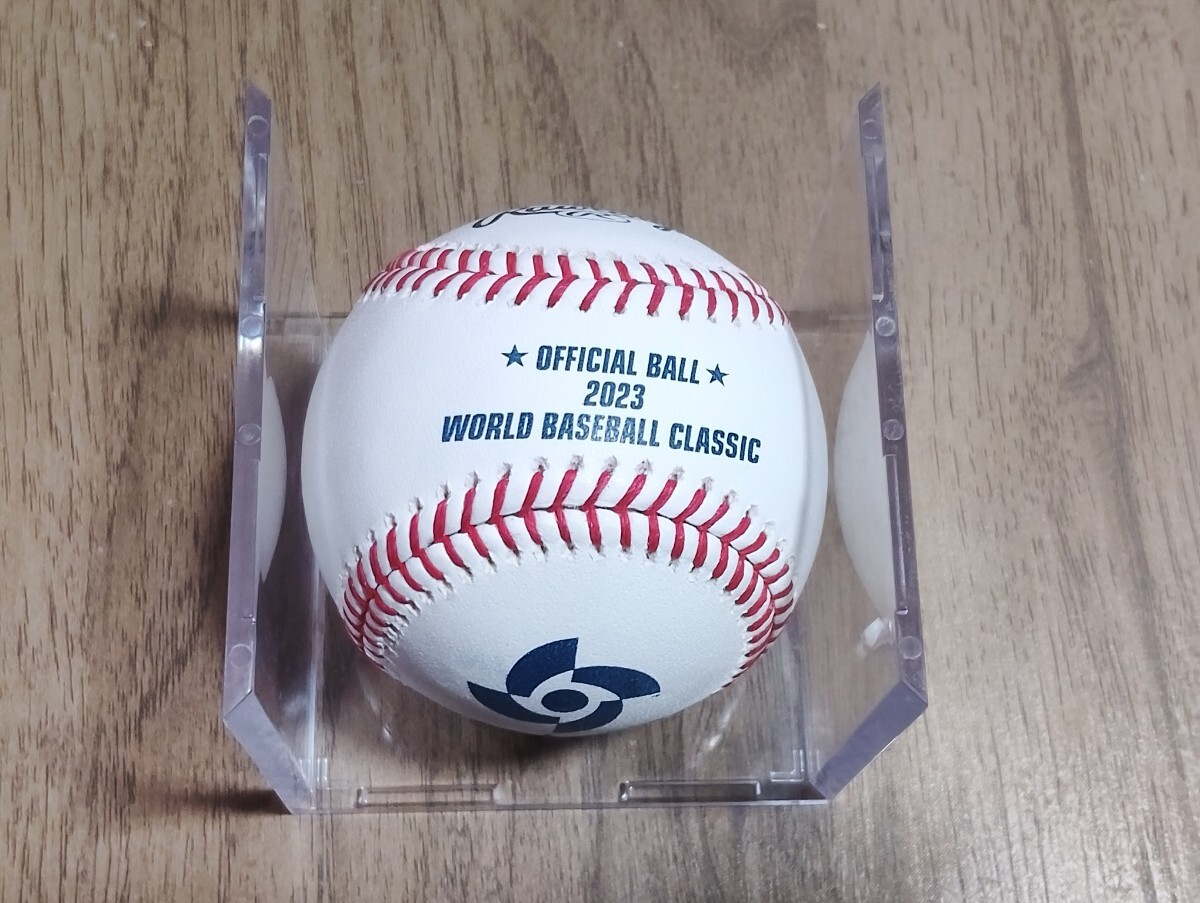 ★ OFFICIAL BALL ★
2023
WORLD BASEBALL CLASSIC